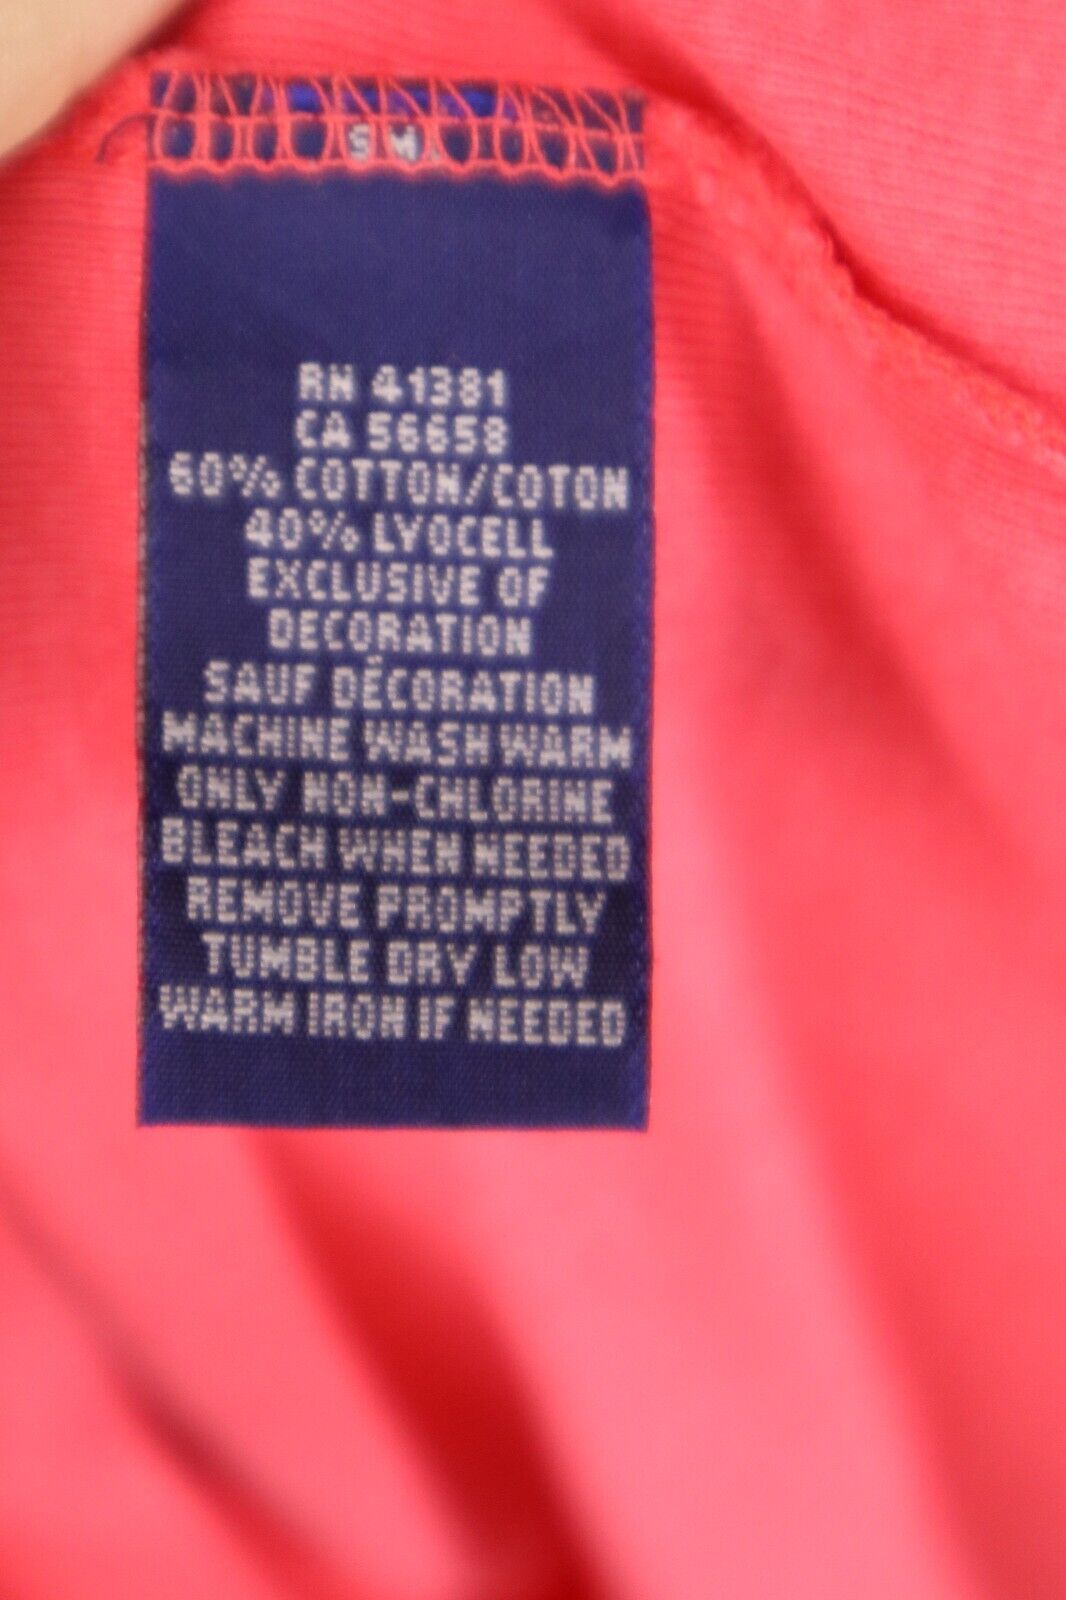 SM.
RN 41381
CA 56658
60% COTTON/COTON
40% LYOCELL
EXCLUSIVE OF
DECORATION
SAUF DÉCORATION
MACHINE WASH WARM
ONLY NON-CHLORINE
BLEACH WHEN NEEDED
REMOVE PROMPTLY
TUMBLE DRY LOW
WARM IRON IF NEEDED